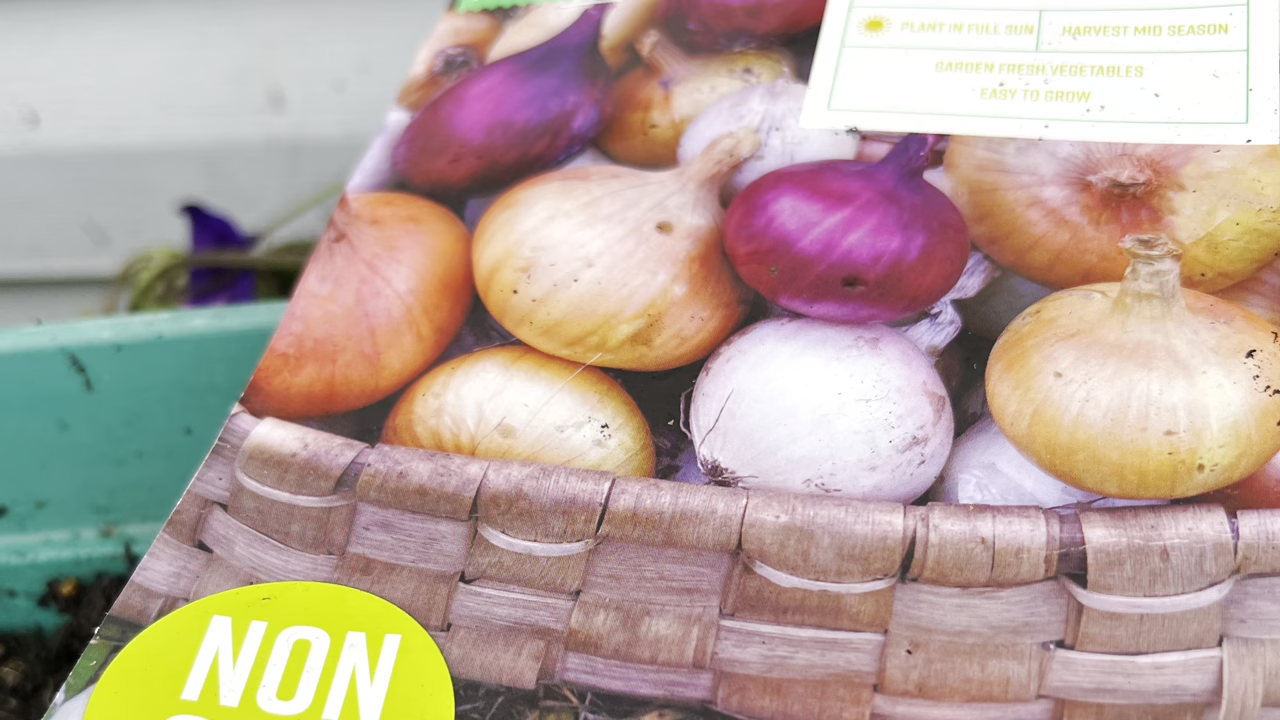 PLANT IN FULL SUN
HARVEST MID SEASON
GARDEN FRESH VEGETABLES
EASY TO GROW
NON